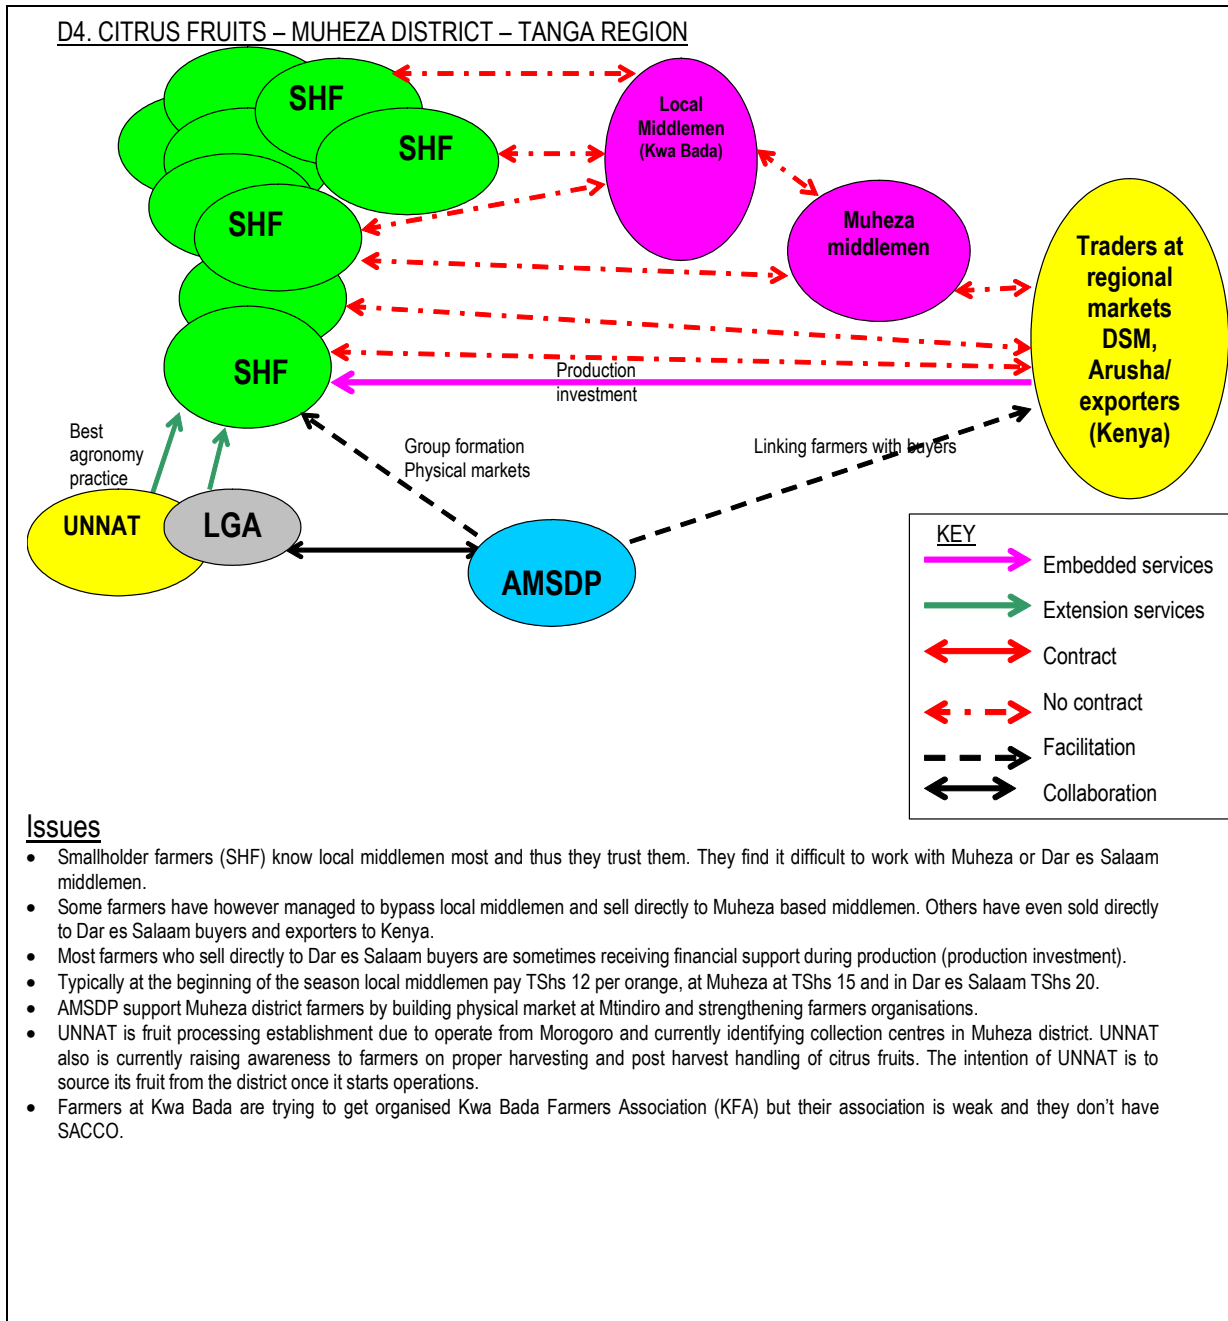 D4. CITRUS FRUITS – MUHEZA DISTRICT – TANGA REGION
SHF
SHF
SHF
SHF
Local
Middlemen
(Kwa Bada)
Muheza
middlemen
Traders at
regional
markets
DSM,
Arusha/
exporters
(Kenya)
Production
investment
Best
agronomy
practice
Group formation
Physical markets
Linking farmers with buyers
UNNAT
LGA
AMSDP
KEY
Embedded services
Extension services
Contract
No contract
Facilitation
Collaboration
Issues
• Smallholder farmers (SHF) know local middlemen most and thus they trust them. They find it difficult to work with Muheza or Dar es Salaam
middlemen.
• Some farmers have however managed to bypass local middlemen and sell directly to Muheza based middlemen. Others have even sold directly
to Dar es Salaam buyers and exporters to Kenya.
• Most farmers who sell directly to Dar es Salaam buyers are sometimes receiving financial support during production (production investment).
• Typically at the beginning of the season local middlemen pay TShs 12 per orange, at Muheza at TShs 15 and in Dar es Salaam TShs 20.
• AMSDP support Muheza district farmers by building physical market at Mtindiro and strengthening farmers organisations.
• UNNAT is fruit processing establishment due to operate from Morogoro and currently identifying collection centres in Muheza district. UNNAT
also is currently raising awareness to farmers on proper harvesting and post harvest handling of citrus fruits. The intention of UNNAT is to
source its fruit from the district once it starts operations.
• Farmers at Kwa Bada are trying to get organised Kwa Bada Farmers Association (KFA) but their association is weak and they don’t have
SACCO.